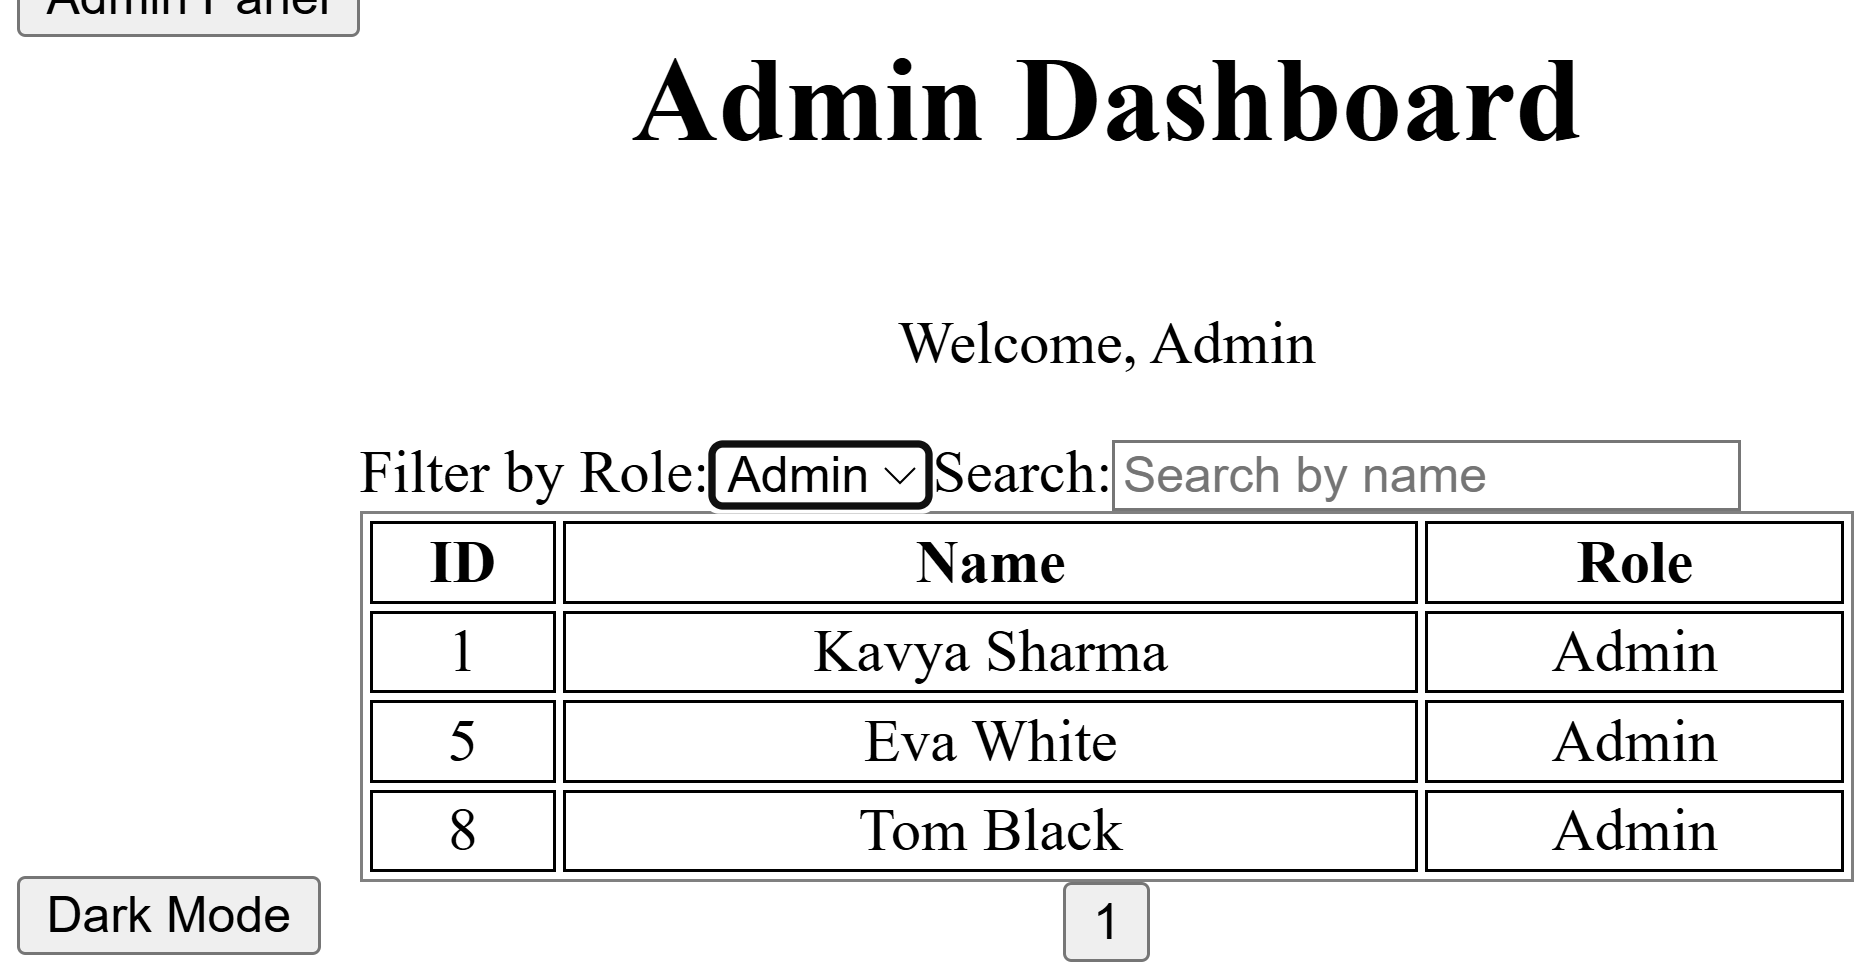 Admin Panel
Admin Dashboard
Welcome, Admin
Filter by Role: Admin Search: Search by name
ID Name Role
1 Kavya Sharma Admin
5 Eva White Admin
8 Tom Black Admin
Dark Mode 1